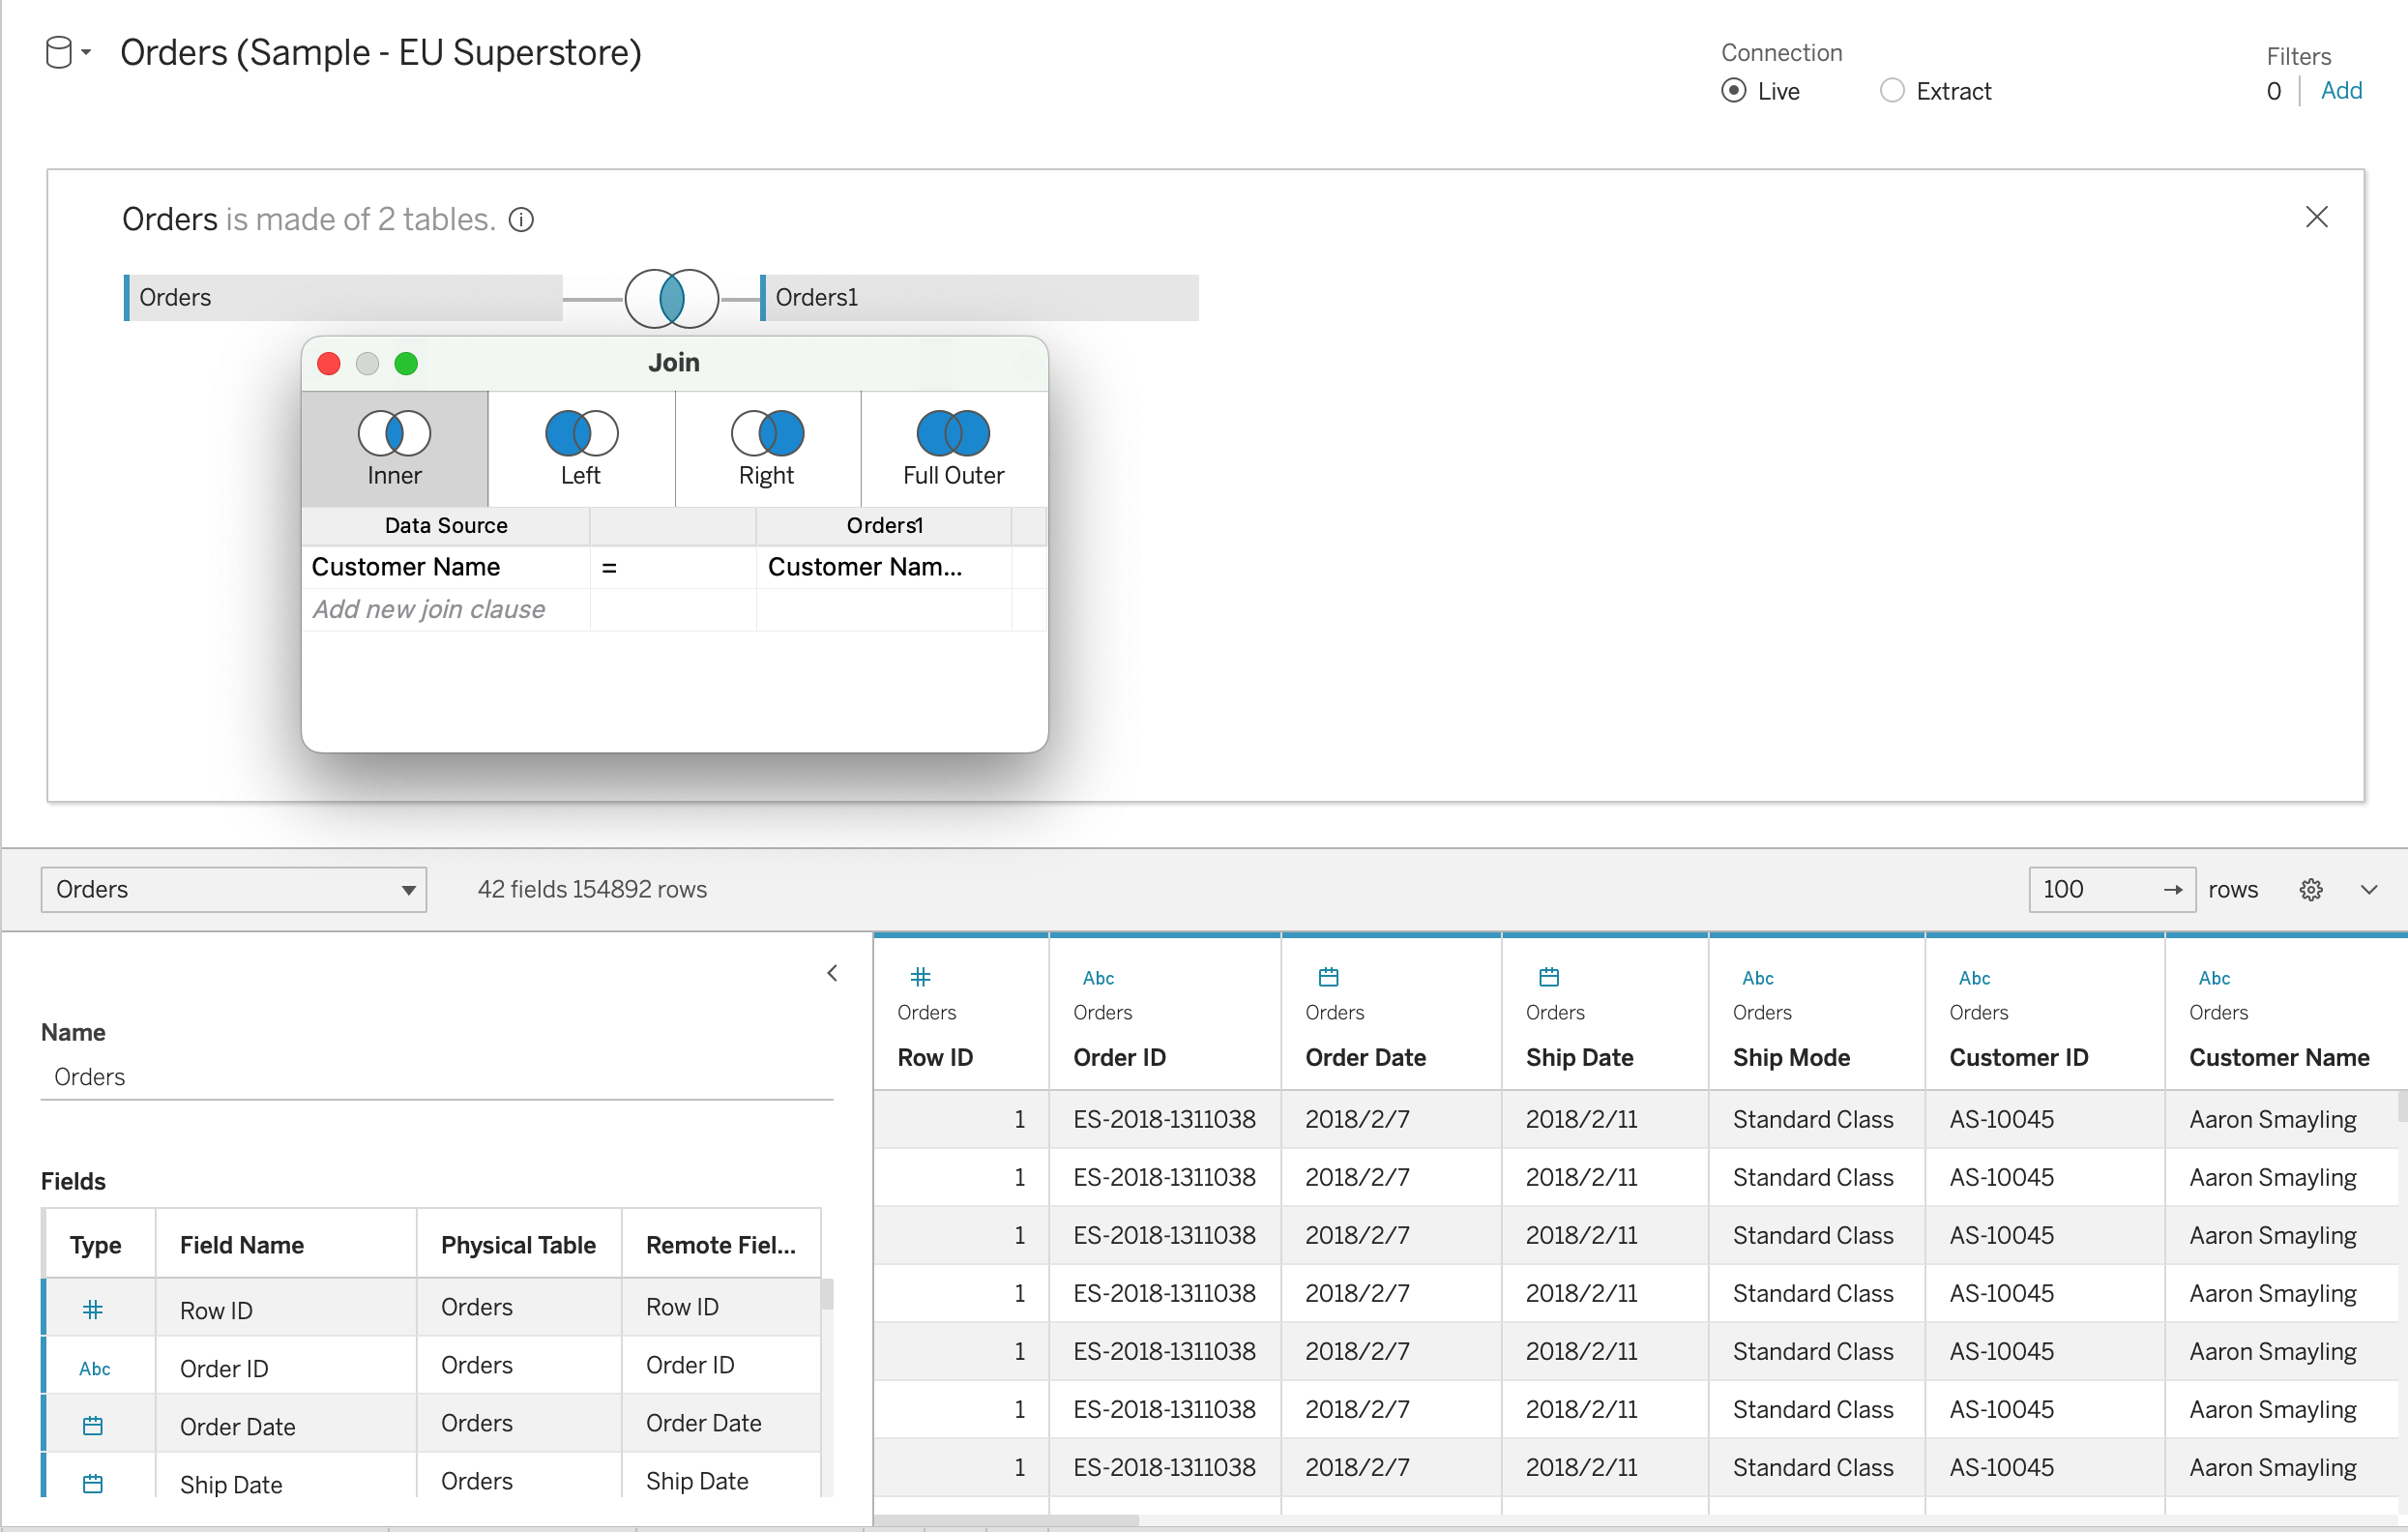 Orders (Sample - EU Superstore)
Connection
Live
Extract
Filters
0
Add
Orders is made of 2 tables.
Orders
Orders1
Join
Inner
Left
Right
Full Outer
Data Source
Orders1
Customer Name
=
Customer Nam...
Add new join clause
Orders
42 fields 154892 rows
100
rows
Name
Orders
Fields
Type Field Name Physical Table Remote Fiel...
# Row ID Orders Row ID
Abc Order ID Orders Order ID
Order Date Orders Order Date
Ship Date Orders Ship Date
# Abc Abc Abc Abc
Orders Orders Orders Orders Orders Orders Orders
Row ID Order ID Order Date Ship Date Ship Mode Customer ID Customer Name
1 ES-2018-1311038 2018/2/7 2018/2/11 Standard Class AS-10045 Aaron Smayling
1 ES-2018-1311038 2018/2/7 2018/2/11 Standard Class AS-10045 Aaron Smayling
1 ES-2018-1311038 2018/2/7 2018/2/11 Standard Class AS-10045 Aaron Smayling
1 ES-2018-1311038 2018/2/7 2018/2/11 Standard Class AS-10045 Aaron Smayling
1 ES-2018-1311038 2018/2/7 2018/2/11 Standard Class AS-10045 Aaron Smayling
1 ES-2018-1311038 2018/2/7 2018/2/11 Standard Class AS-10045 Aaron Smayling
1 ES-2018-1311038 2018/2/7 2018/2/11 Standard Class AS-10045 Aaron Smayling